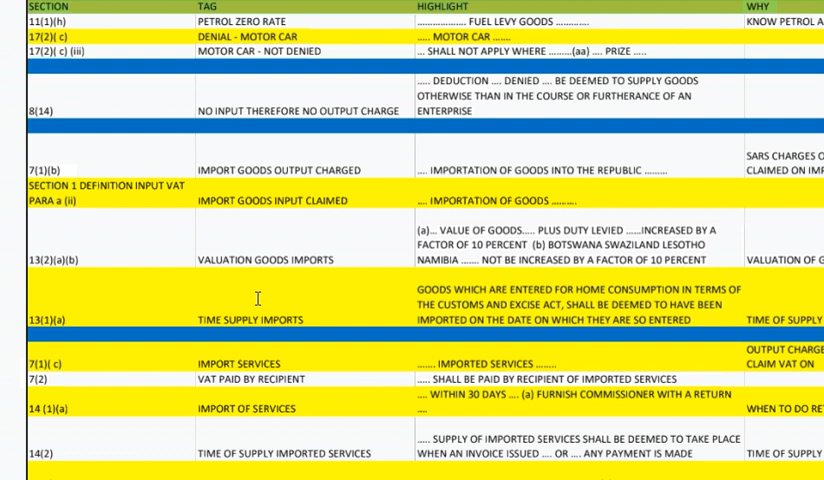 SECTION TAG HIGHLIGHT WHY
11(1)(h) PETROL ZERO RATE .................. FUEL LEVY GOODS ............. KNOW PETROL A
17(2)( c) DENIAL - MOTOR CAR ..... MOTOR CAR .......
17(2)( c) (iii) MOTOR CAR - NOT DENIED ... SHALL NOT APPLY WHERE .........(aa) .... PRIZE .....
..... DEDUCTION .... DENIED .... BE DEEMED TO SUPPLY GOODS
OTHERWISE THAN IN THE COURSE OR FURTHERANCE OF AN
8(14) NO INPUT THEREFORE NO OUTPUT CHARGE ENTERPRISE
SARS CHARGES O
7(1)(b) IMPORT GOODS OUTPUT CHARGED .... IMPORTATION OF GOODS INTO THE REPUBLIC ......... CLAIMED ON IMP
SECTION 1 DEFINITION INPUT VAT
PARA a (ii) IMPORT GOODS INPUT CLAIMED .... IMPORTATION OF GOODS ..........
(a)... VALUE OF GOODS..... PLUS DUTY LEVIED ......INCREASED BY A
FACTOR OF 10 PERCENT (b) BOTSWANA SWAZILAND LESOTHO
13(2)(a)(b) VALUATION GOODS IMPORTS NAMIBIA ....... NOT BE INCREASED BY A FACTOR OF 10 PERCENT VALUATION OF G
GOODS WHICH ARE ENTERED FOR HOME CONSUMPTION IN TERMS OF
THE CUSTOMS AND EXCISE ACT, SHALL BE DEEMED TO HAVE BEEN
13(1)(a) TIME SUPPLY IMPORTS IMPORTED ON THE DATE ON WHICH THEY ARE SO ENTERED TIME OF SUPPLY
OUTPUT CHARGE
7(1)( c) IMPORT SERVICES ....... IMPORTED SERVICES ........ CLAIM VAT ON
7(2) VAT PAID BY RECIPIENT ..... SHALL BE PAID BY RECIPIENT OF IMPORTED SERVICES
.... WITHIN 30 DAYS .... (a) FURNISH COMMISSIONER WITH A RETURN
14 (1)(a) IMPORT OF SERVICES .... WHEN TO DO RE
..... SUPPLY OF IMPORTED SERVICES SHALL BE DEEMED TO TAKE PLACE
14(2) TIME OF SUPPLY IMPORTED SERVICES WHEN AN INVOICE ISSUED .... OR .... ANY PAYMENT IS MADE TIME OF SUPPLY